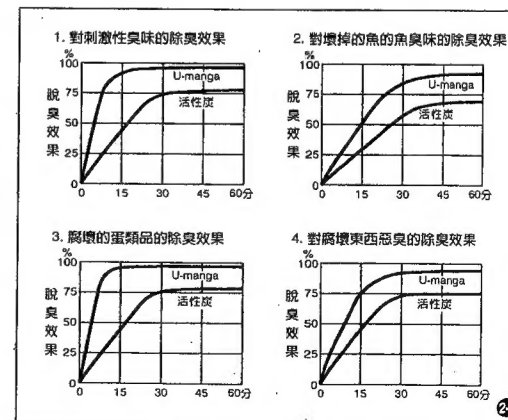 1. 對刺激性臭味的除臭效果
%
100
75
50
25
0
脫臭效果
U-manga
活性炭
0 15 30 45 60分
2. 對壞掉的魚的魚臭味的除臭效果
%
100
75
50
25
0
脫臭效果
U-manga
活性炭
0 15 30 45 60分
3. 腐壞的蛋類品的除臭效果
%
100
75
50
25
0
脫臭效果
U-manga
活性炭
0 15 30 45 60分
4. 對腐壞東西惡臭的除臭效果
%
100
75
50
25
0
脫臭效果
U-manga
活性炭
0 15 30 45 60分